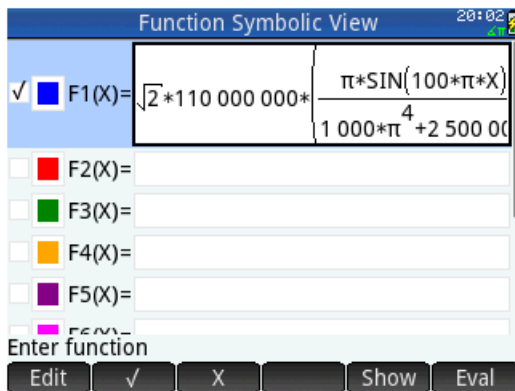 Function Symbolic View
20:02
∡π
√ F1(X)= √2*110 000 000*( π*SIN(100*π*X)
1 000*π^4+2 500 00
F2(X)=
F3(X)=
F4(X)=
F5(X)=
Enter function
Edit √ X Show Eval